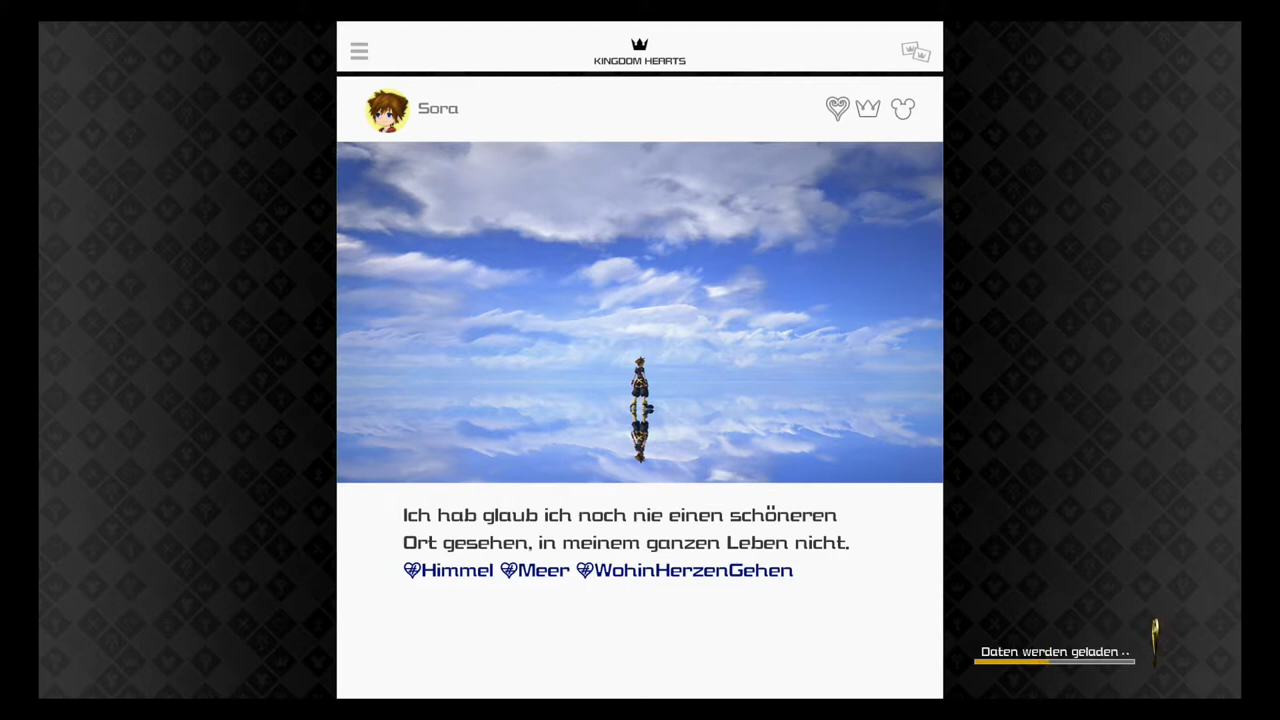 KINGDOM HEARTS
Sora
Ich hab glaub ich noch nie einen schöneren
Ort gesehen, in meinem ganzen Leben nicht.
Himmel Meer WohinHerzenGehen
Daten werden geladen ..